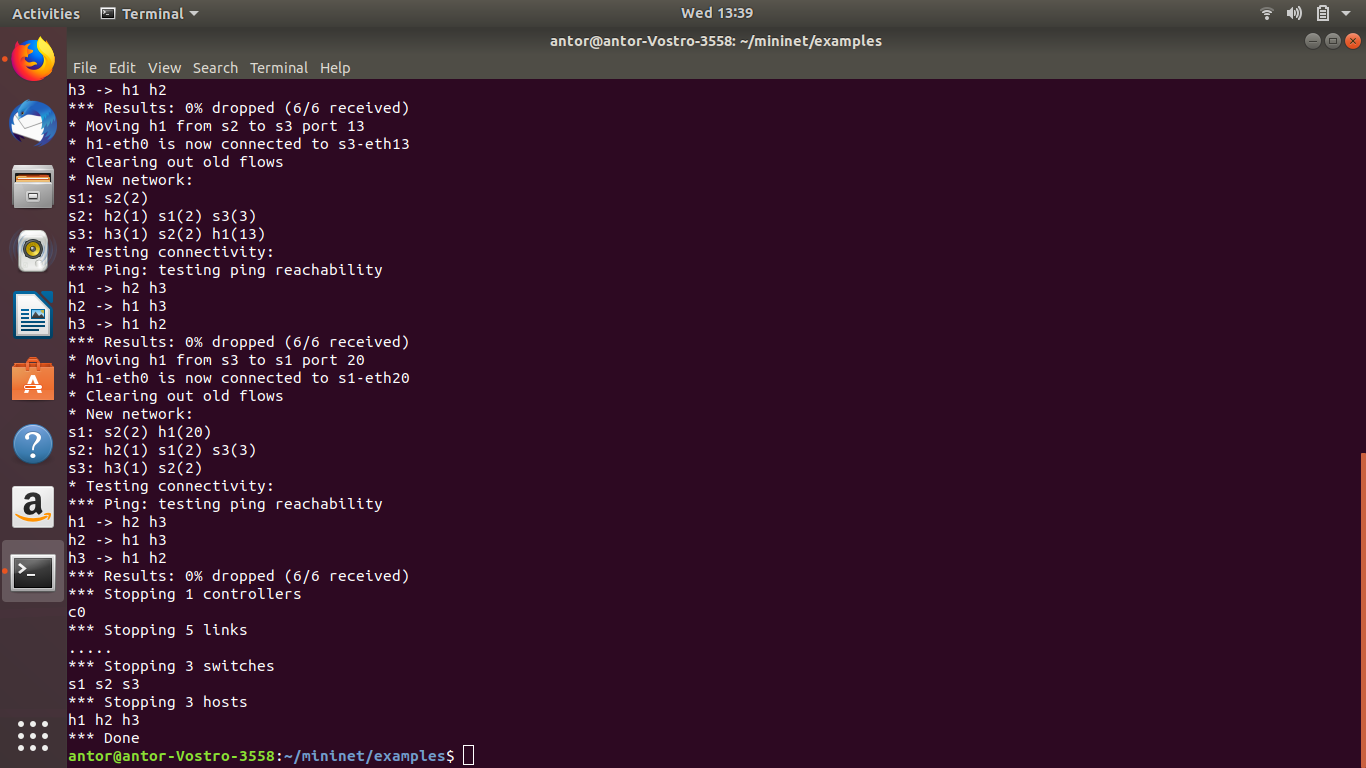 Activities Terminal Wed 13:39
antor@antor-Vostro-3558: ~/mininet/examples
File Edit View Search Terminal Help
h3 -> h1 h2
*** Results: 0% dropped (6/6 received)
* Moving h1 from s2 to s3 port 13
* h1-eth0 is now connected to s3-eth13
* Clearing out old flows
* New network:
s1: s2(2)
s2: h2(1) s1(2) s3(3)
s3: h3(1) s2(2) h1(13)
* Testing connectivity:
*** Ping: testing ping reachability
h1 -> h2 h3
h2 -> h1 h3
h3 -> h1 h2
*** Results: 0% dropped (6/6 received)
* Moving h1 from s3 to s1 port 20
* h1-eth0 is now connected to s1-eth20
* Clearing out old flows
* New network:
s1: s2(2) h1(20)
s2: h2(1) s1(2) s3(3)
s3: h3(1) s2(2)
* Testing connectivity:
*** Ping: testing ping reachability
h1 -> h2 h3
h2 -> h1 h3
h3 -> h1 h2
*** Results: 0% dropped (6/6 received)
*** Stopping 1 controllers
c0
*** Stopping 5 links
.....
*** Stopping 3 switches
s1 s2 s3
*** Stopping 3 hosts
h1 h2 h3
*** Done
antor@antor-Vostro-3558:~/mininet/examples$